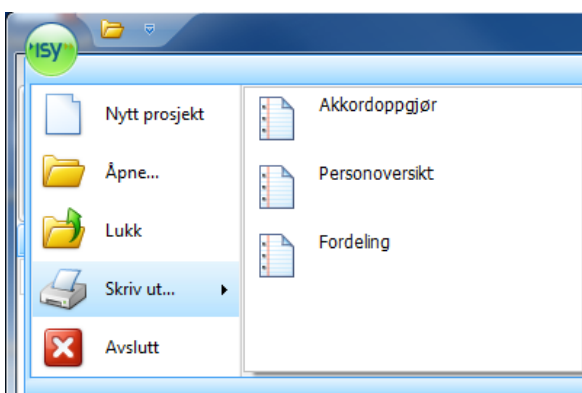 ISY
Nytt prosjekt
Åpne...
Lukk
Skriv ut...
Avslutt
Akkordoppgjør
Personoversikt
Fordeling